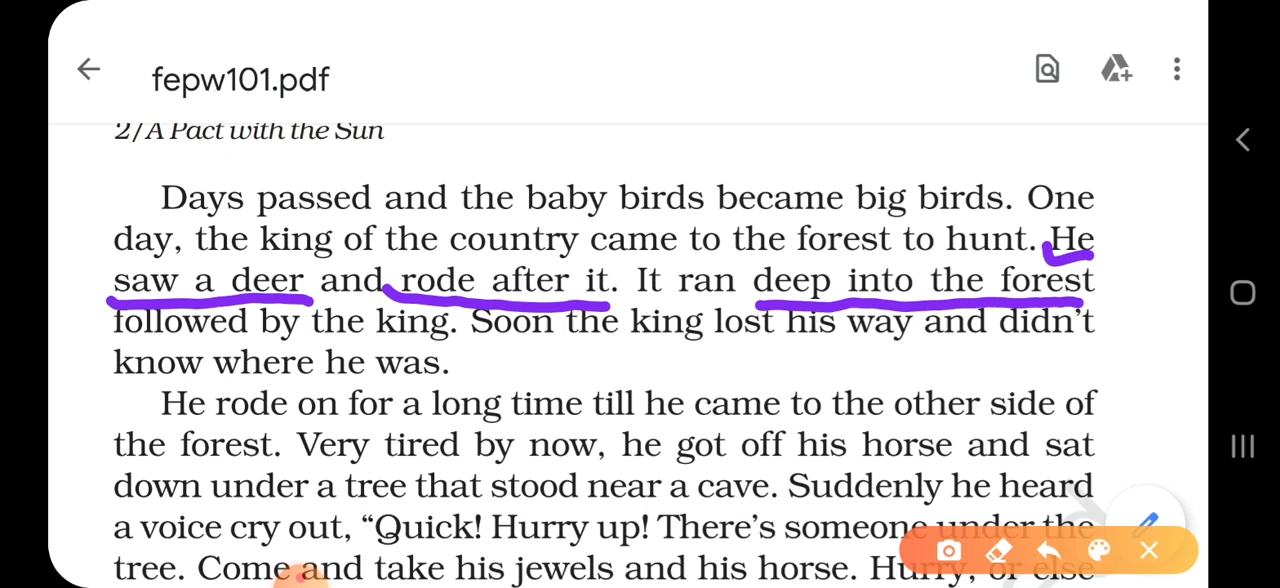 fepw101.pdf
2/A Pact with the Sun
Days passed and the baby birds became big birds. One
day, the king of the country came to the forest to hunt. He
saw a deer and rode after it. It ran deep into the forest
followed by the king. Soon the king lost his way and didn't
know where he was.
He rode on for a long time till he came to the other side of
the forest. Very tired by now, he got off his horse and sat
down under a tree that stood near a cave. Suddenly he heard
a voice cry out, “Quick! Hurry up! There's someone under the
tree. Come and take his jewels and his horse. Hurry, or else